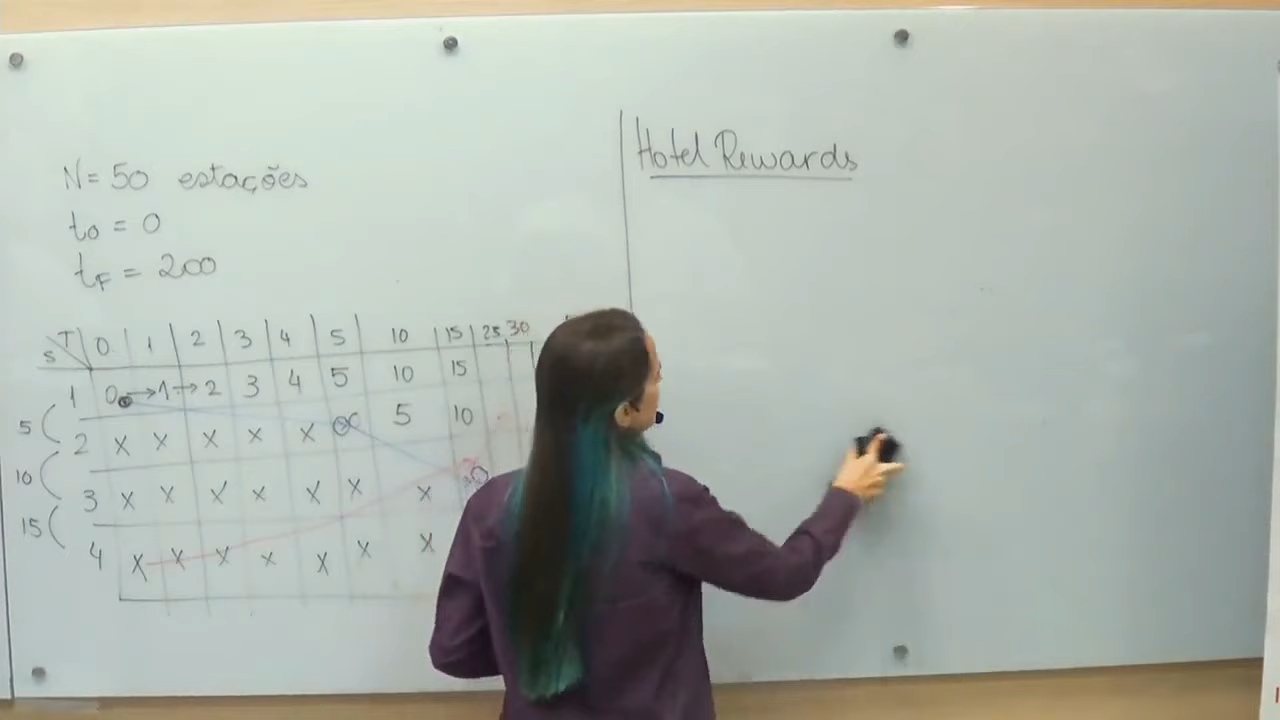 N = 50 estações
t0 = 0
tF = 200
S T 0 1 2 3 4 5 10 15 25 30
1 0 → 1 → 2 3 4 5 10 15
5 ( 2 X X X X X 0 5 10
10 ( 3 X X X X X X X
15 ( 4 X X X X X X X
Hotel Rewards